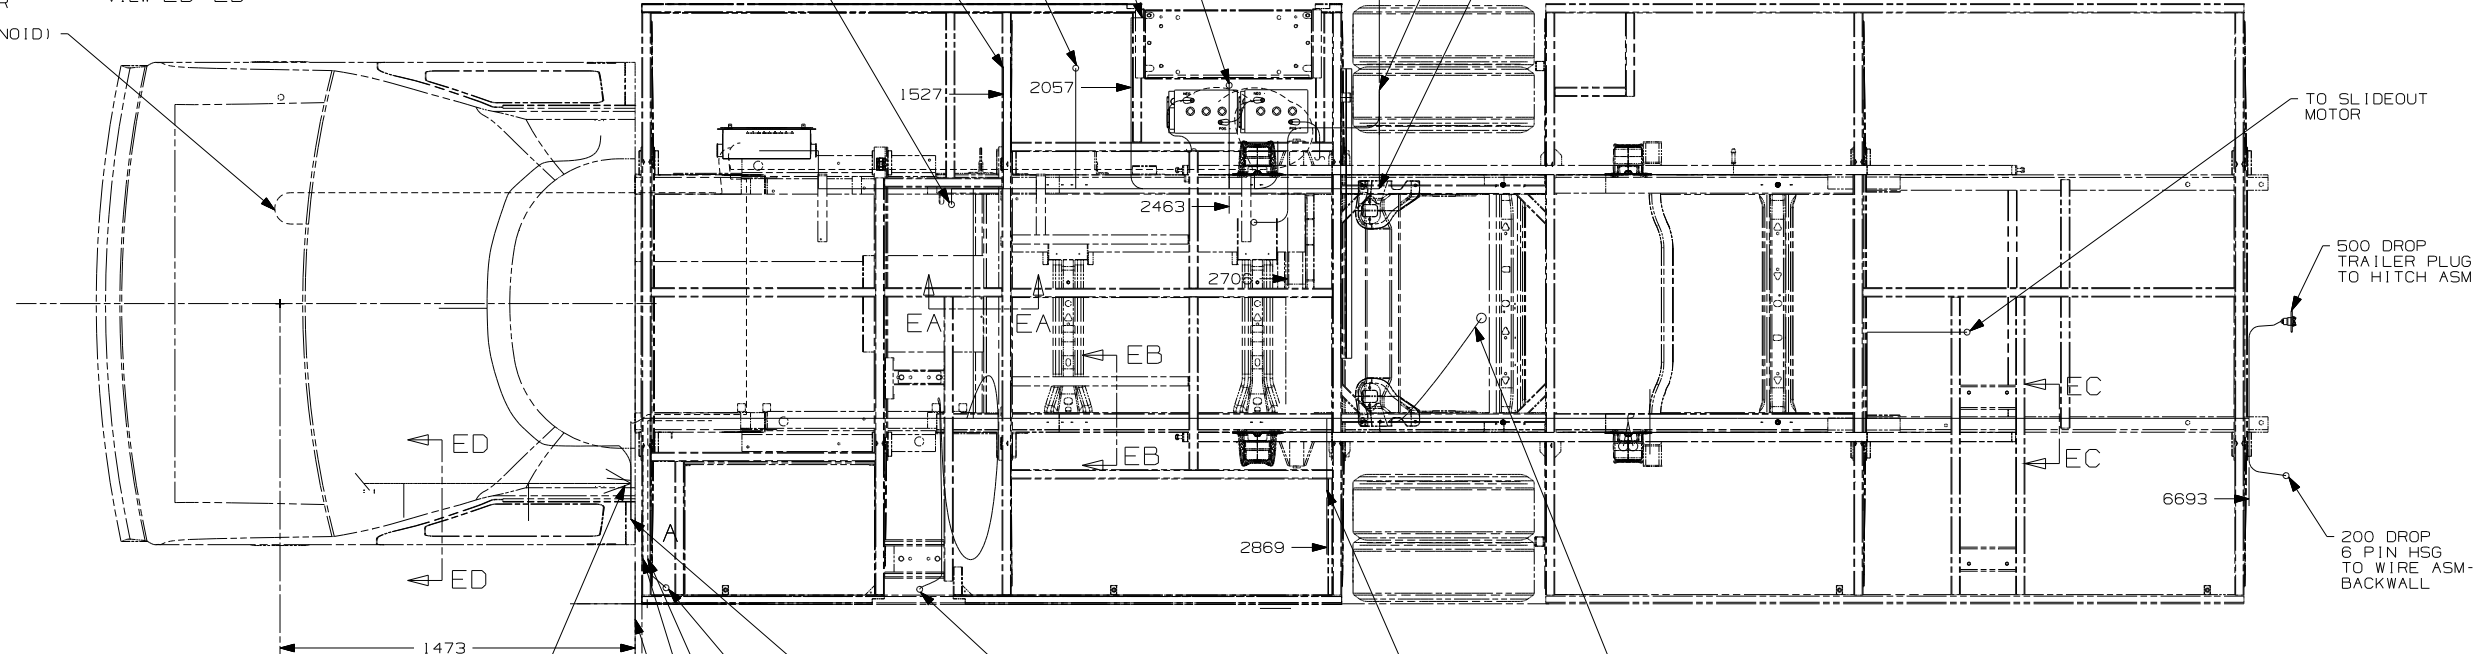 NOID)
TO SLIDEOUT
MOTOR
1527
2057
2463
500 DROP
TRAILER PLUG
TO HITCH ASM
EA
EA
EB
EB
EC
EC
ED
ED
A
6693
2869
200 DROP
6 PIN HSG
TO WIRE ASM-
BACKWALL
1473